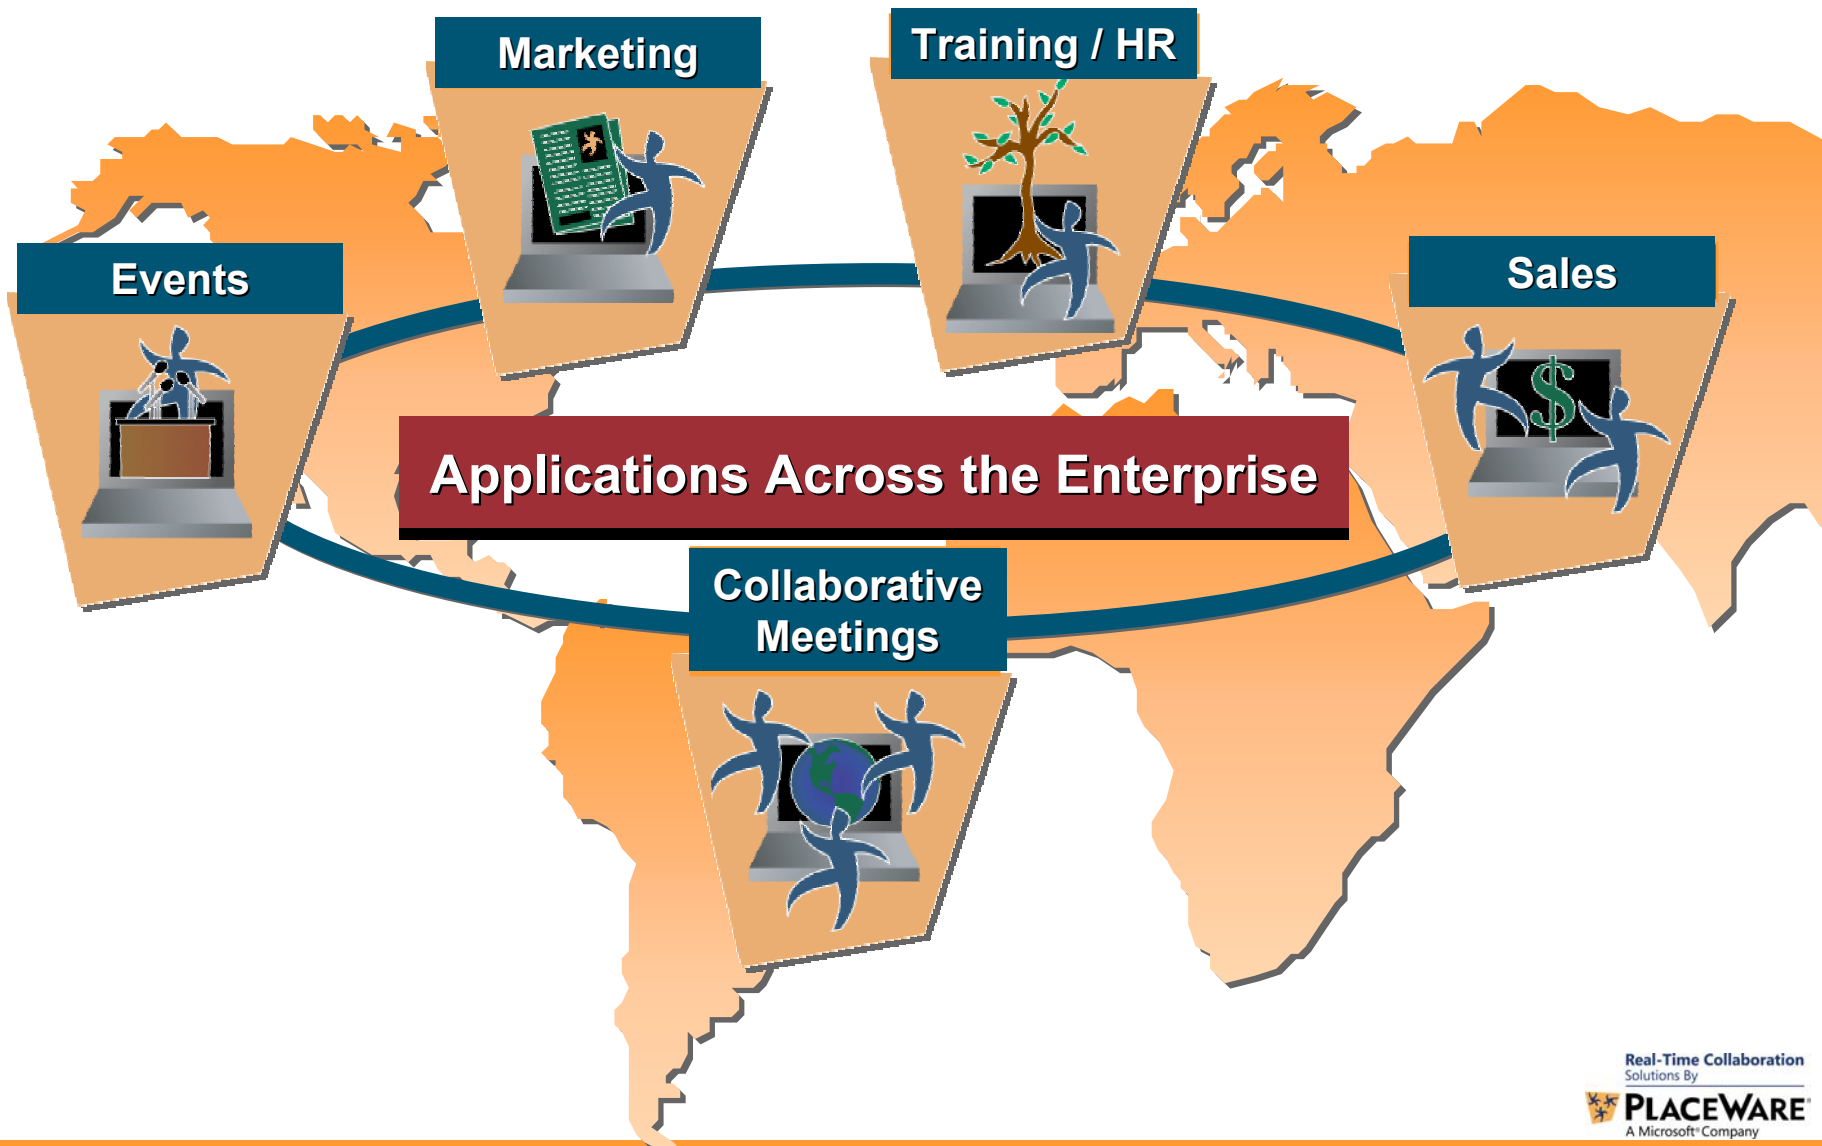 Marketing
Training / HR
Events
Sales
Applications Across the Enterprise
Collaborative
Meetings
$
Real-Time Collaboration
Solutions By
PLACEWARE®
A Microsoft® Company